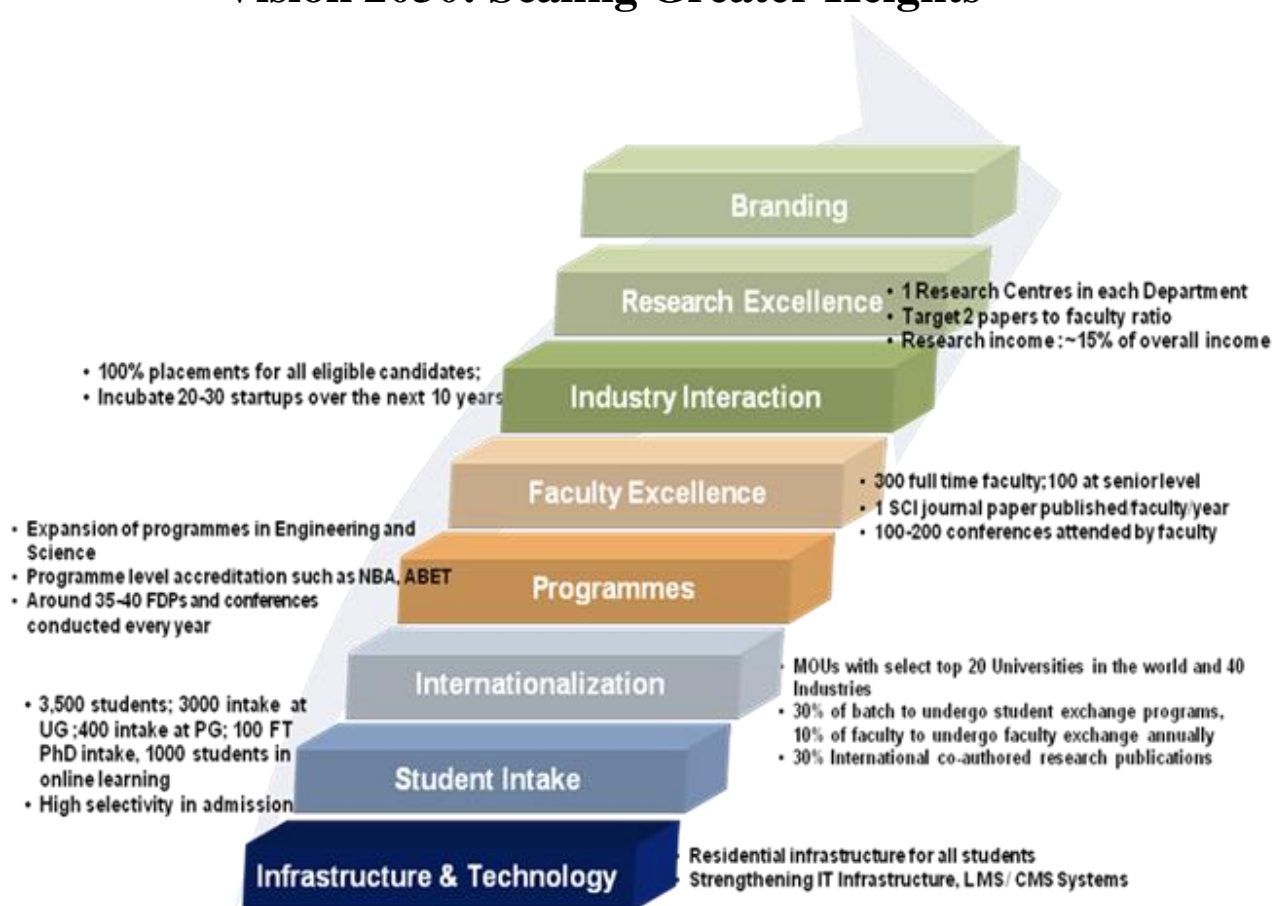 Vision 2030: Scaling Greater Heights
Branding
Research Excellence
• 1 Research Centres in each Department
• Target 2 papers to faculty ratio
• Research income :~15% of overall income
• 100% placements for all eligible candidates;
• Incubate 20-30 startups over the next 10 years
Industry Interaction
Faculty Excellence
• 300 full time faculty;100 at senior level
• 1 SCI journal paper published faculty/year
• 100-200 conferences attended by faculty
• Expansion of programmes in Engineering and
Science
• Programme level accreditation such as NBA, ABET
• Around 35-40 FDPs and conferences
conducted every year
Programmes
Internationalization
• MOUs with select top 20 Universities in the world and 40
Industries
• 30% of batch to undergo student exchange programs,
10% of faculty to undergo faculty exchange annually
• 30% International co-authored research publications
• 3,500 students; 3000 intake at
UG ;400 intake at PG; 100 FT
PhD intake, 1000 students in
online learning
• High selectivity in admission
Student Intake
Infrastructure & Technology
• Residential infrastructure for all students
• Strengthening IT Infrastructure, LMS/ CMS Systems